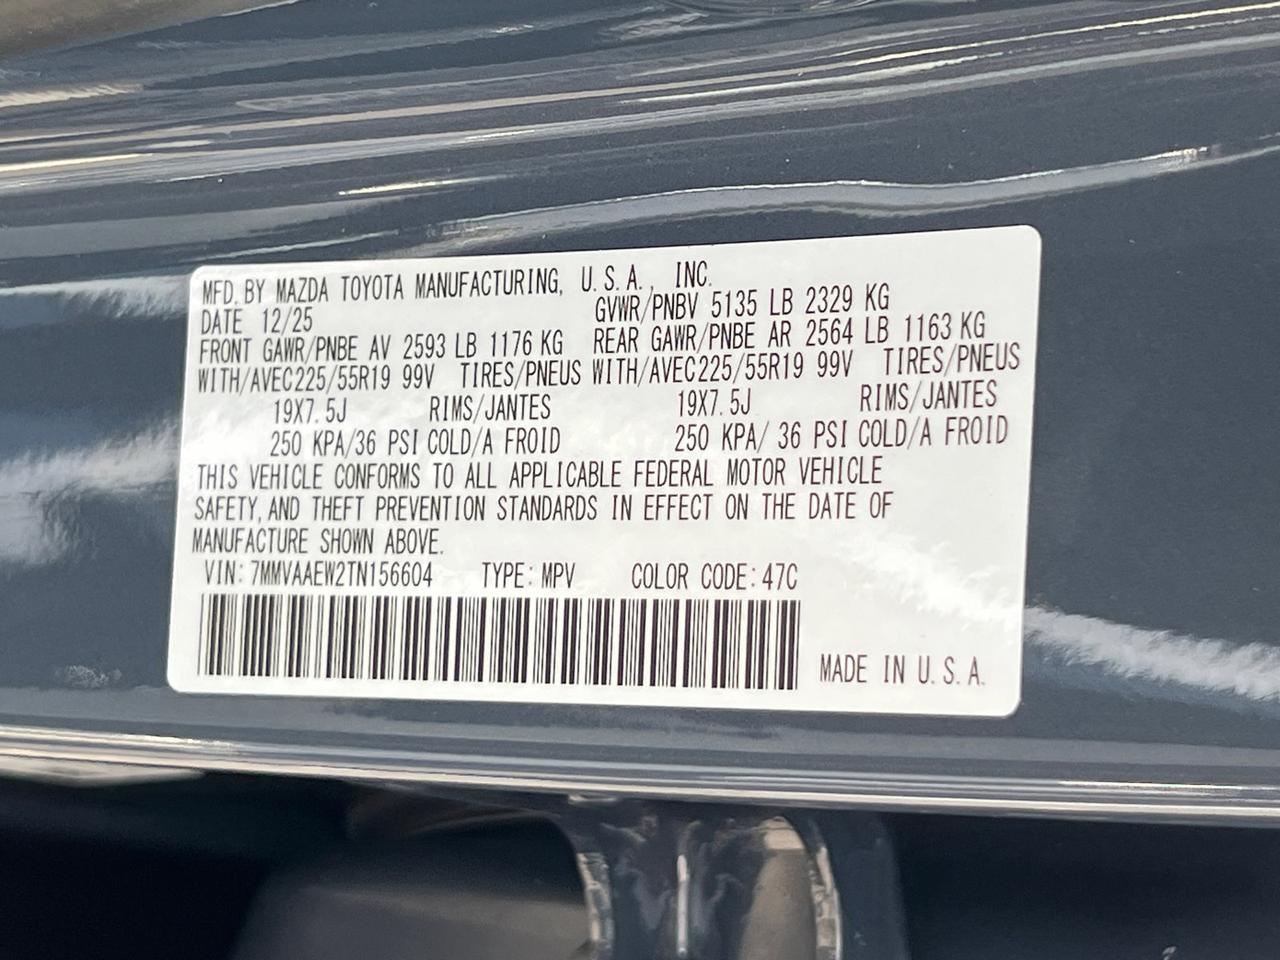 MFD. BY MAZDA TOYOTA MANUFACTURING, U.S.A., INC.
DATE 12/25 GVWR/PNBV 5135 LB 2329 KG
FRONT GAWR/PNBE AV 2593 LB 1176 KG REAR GAWR/PNBE AR 2564 LB 1163 KG
WITH/AVEC225/55R19 99V TIRES/PNEUS WITH/AVEC225/55R19 99V TIRES/PNEUS
19X7.5J RIMS/JANTES 19X7.5J RIMS/JANTES
250 KPA/36 PSI COLD/A FROID 250 KPA/ 36 PSI COLD/A FROID
THIS VEHICLE CONFORMS TO ALL APPLICABLE FEDERAL MOTOR VEHICLE
SAFETY, AND THEFT PREVENTION STANDARDS IN EFFECT ON THE DATE OF
MANUFACTURE SHOWN ABOVE.
VIN: 7MMVAAEW2TN156604 TYPE: MPV COLOR CODE: 47C
MADE IN U.S.A.